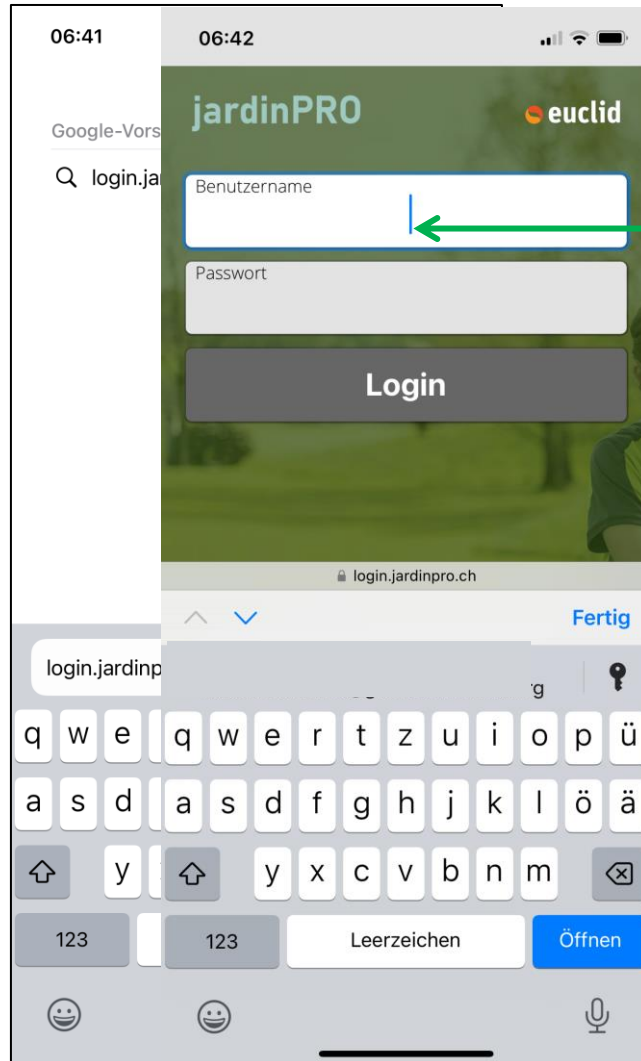 06:41
Google-Vors
login.ja
login.jardinp
q w e
a s d
y
123
06:42
jardinPRO
euclid
Benutzername
Passwort
Login
login.jardinpro.ch
Fertig
q w e r t z u i o p ü
a s d f g h j k l ö ä
y x c v b n m
123 Leerzeichen Öffnen